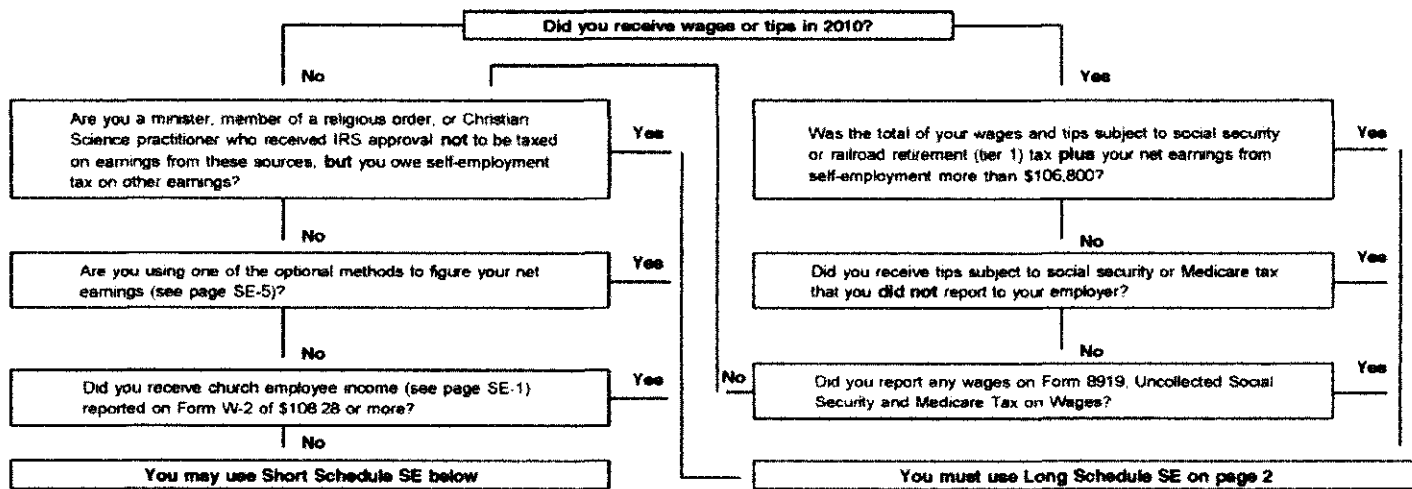 Did you receive wages or tips in 2010?
No
Yes
Are you a minister, member of a religious order, or Christian
Science practitioner who received IRS approval not to be taxed
on earnings from these sources, but you owe self-employment
tax on other earnings?
Yes
Was the total of your wages and tips subject to social security
or railroad retirement (tier 1) tax plus your net earnings from
self-employment more than $106,800?
Yes
No
No
Are you using one of the optional methods to figure your net
earnings (see page SE-5)?
Yes
Did you receive tips subject to social security or Medicare tax
that you did not report to your employer?
Yes
No
No
Did you receive church employee income (see page SE-1)
reported on Form W-2 of $108.28 or more?
Yes
No
Did you report any wages on Form 8919, Uncollected Social
Security and Medicare Tax on Wages?
Yes
No
You may use Short Schedule SE below
You must use Long Schedule SE on page 2